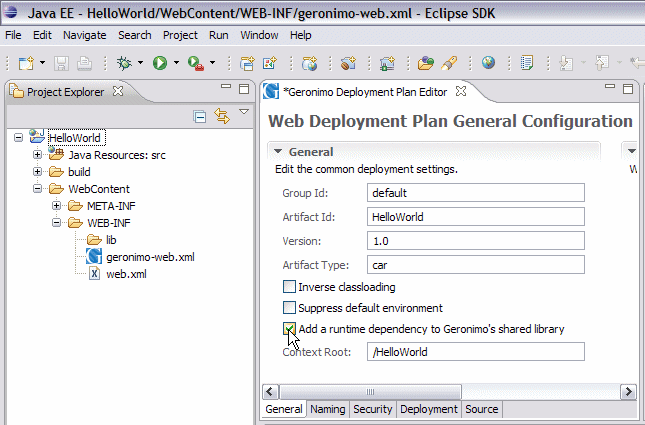 Java EE - HelloWorld/WebContent/WEB-INF/geronimo-web.xml - Eclipse SDK
File Edit Navigate Search Project Run Window Help
Project Explorer
HelloWorld
Java Resources: src
build
WebContent
META-INF
WEB-INF
lib
geronimo-web.xml
web.xml
*Geronimo Deployment Plan Editor
Web Deployment Plan General Configuration
General
Edit the common deployment settings.
W
Group Id: default
Artifact Id: HelloWorld
Version: 1.0
Artifact Type: car
Inverse classloading
Suppress default environment
Add a runtime dependency to Geronimo's shared library
Context Root: /HelloWorld
General Naming Security Deployment Source